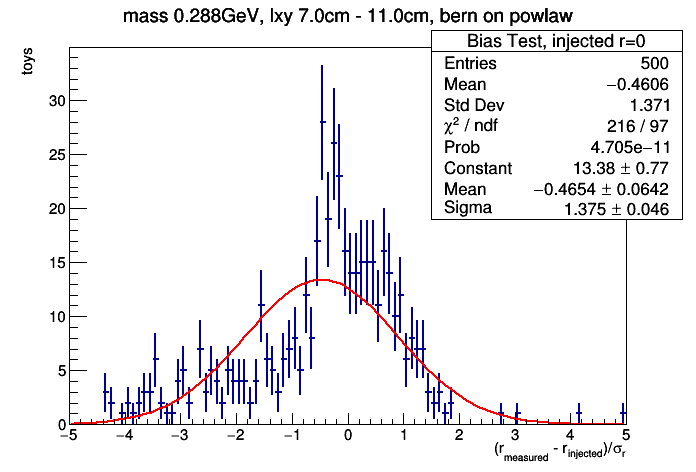 mass 0.288GeV, lxy 7.0cm - 11.0cm, bern on powlaw
Bias Test, injected r=0
Entries 500
Mean −0.4606
Std Dev 1.371
χ² / ndf 216 / 97
Prob 4.705e−11
Constant 13.38 ± 0.77
Mean −0.4654 ± 0.0642
Sigma 1.375 ± 0.046
toys
30
25
20
15
10
5
0
−5 −4 −3 −2 −1 0 1 2 3 4 5
(r_measured - r_injected)/σ_r